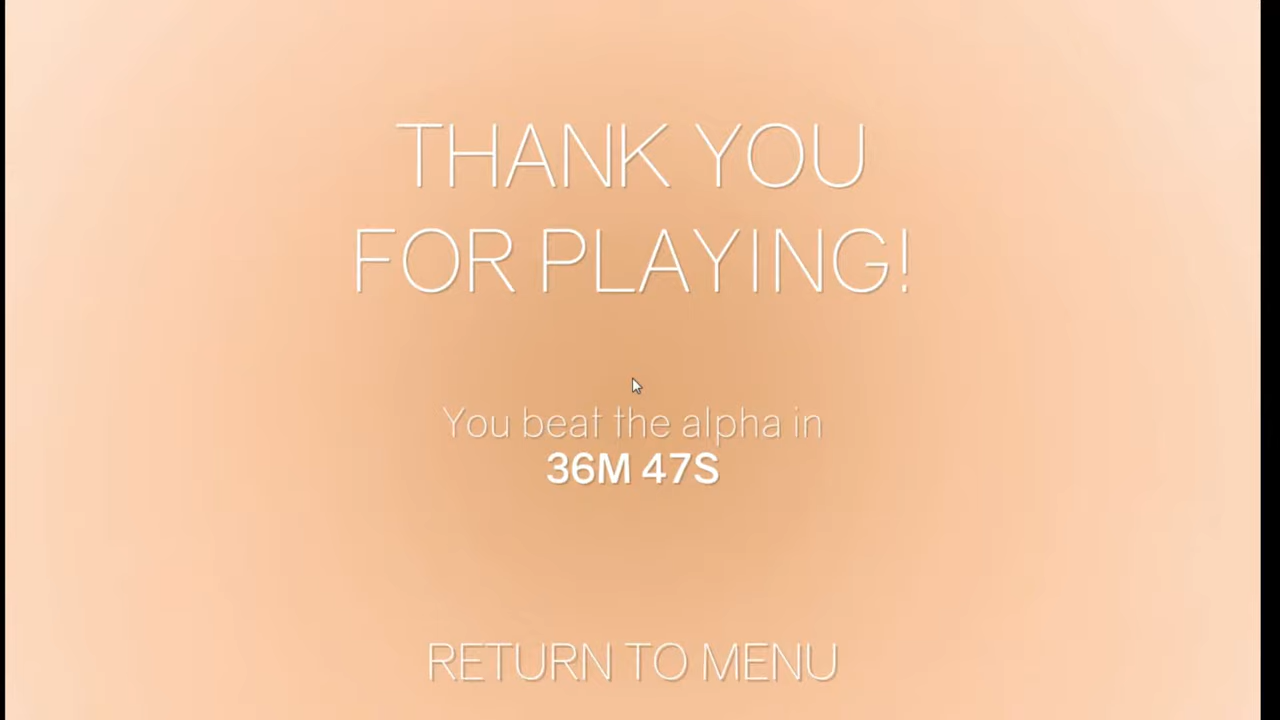 THANK YOU
FOR PLAYING!
You beat the alpha in
36M 47S
RETURN TO MENU